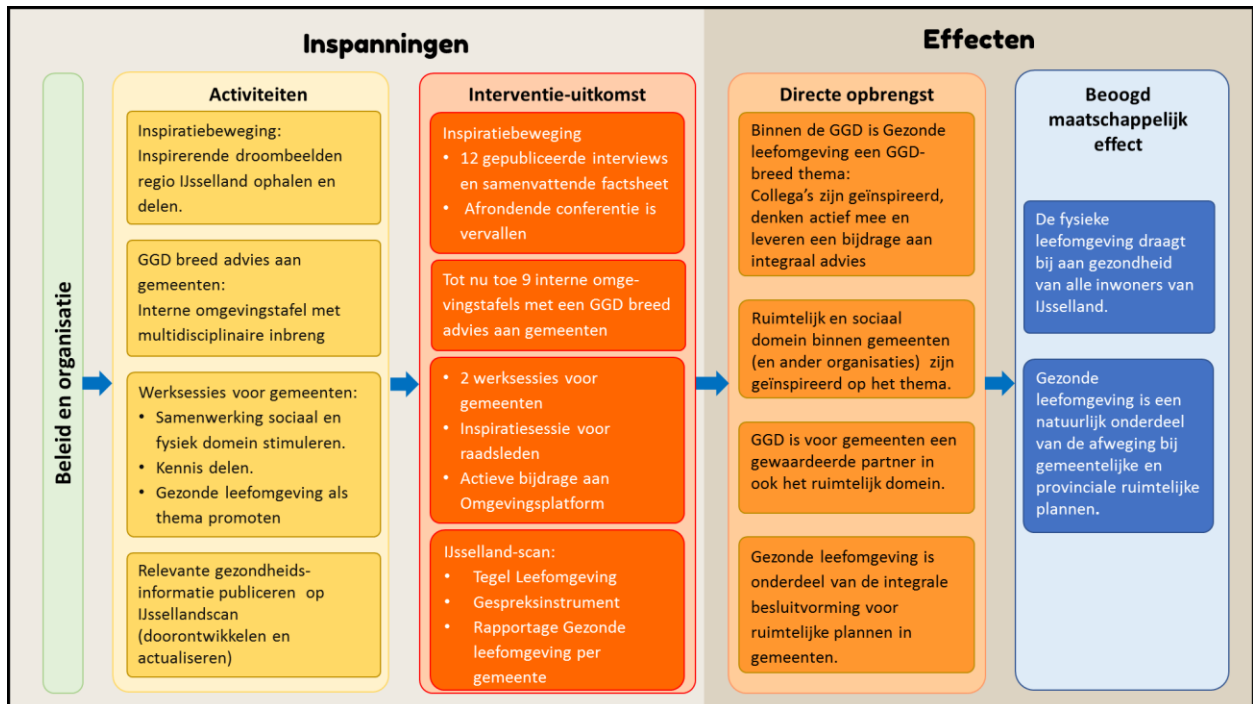 Inspanningen
Effecten
Beleid en organisatie
Activiteiten
Inspiratiebeweging:
Inspirerende droombeelden
regio IJsselland ophalen en
delen.
GGD breed advies aan
gemeenten:
Interne omgevingstafel met
multidisciplinaire inbreng
Werksessies voor gemeenten:
• Samenwerking sociaal en
fysiek domein stimuleren.
• Kennis delen.
• Gezonde leefomgeving als
thema promoten
Relevante gezondheids-
informatie publiceren op
IJssellandscan
(doorontwikkelen en
actualiseren)
Interventie-uitkomst
Inspiratiebeweging
• 12 gepubliceerde interviews
en samenvattende factsheet
• Afrondende conferentie is
vervallen
Tot nu toe 9 interne omge-
vingstafels met een GGD breed
advies aan gemeenten
• 2 werksessies voor
gemeenten
• Inspiratiesessie voor
raadsleden
• Actieve bijdrage aan
Omgevingsplatform
IJsselland-scan:
• Tegel Leefomgeving
• Gespreksinstrument
• Rapportage Gezonde
leefomgeving per
gemeente
Directe opbrengst
Binnen de GGD is Gezonde
leefomgeving een GGD-
breed thema:
Collega’s zijn geïnspireerd,
denken actief mee en
leveren een bijdrage aan
integraal advies
Ruimtelijk en sociaal
domein binnen gemeenten
(en ander organisaties) zijn
geïnspireerd op het thema.
GGD is voor gemeenten een
gewaardeerde partner in
ook het ruimtelijk domein.
Gezonde leefomgeving is
onderdeel van de integrale
besluitvorming voor
ruimtelijke plannen in
gemeenten.
Beoogd
maatschappelijk
effect
De fysieke
leefomgeving draagt
bij aan gezondheid
van alle inwoners van
IJsselland.
Gezonde
leefomgeving is een
natuurlijk onderdeel
van de afweging bij
gemeentelijke en
provinciale ruimtelijke
plannen.